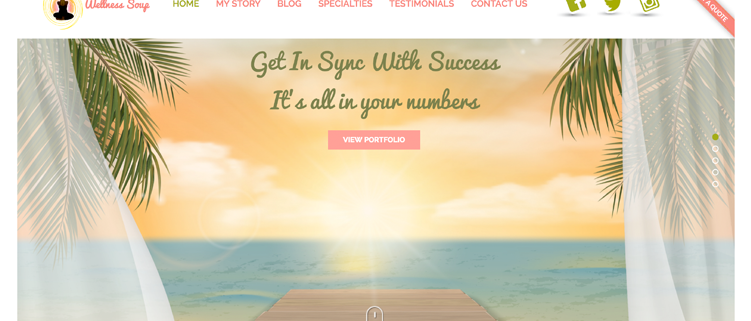 Wellness Soup
HOME MY STORY BLOG SPECIALTIES TESTIMONIALS CONTACT US
A QUOTE
Get In Sync With Success
It's all in your numbers
VIEW PORTFOLIO